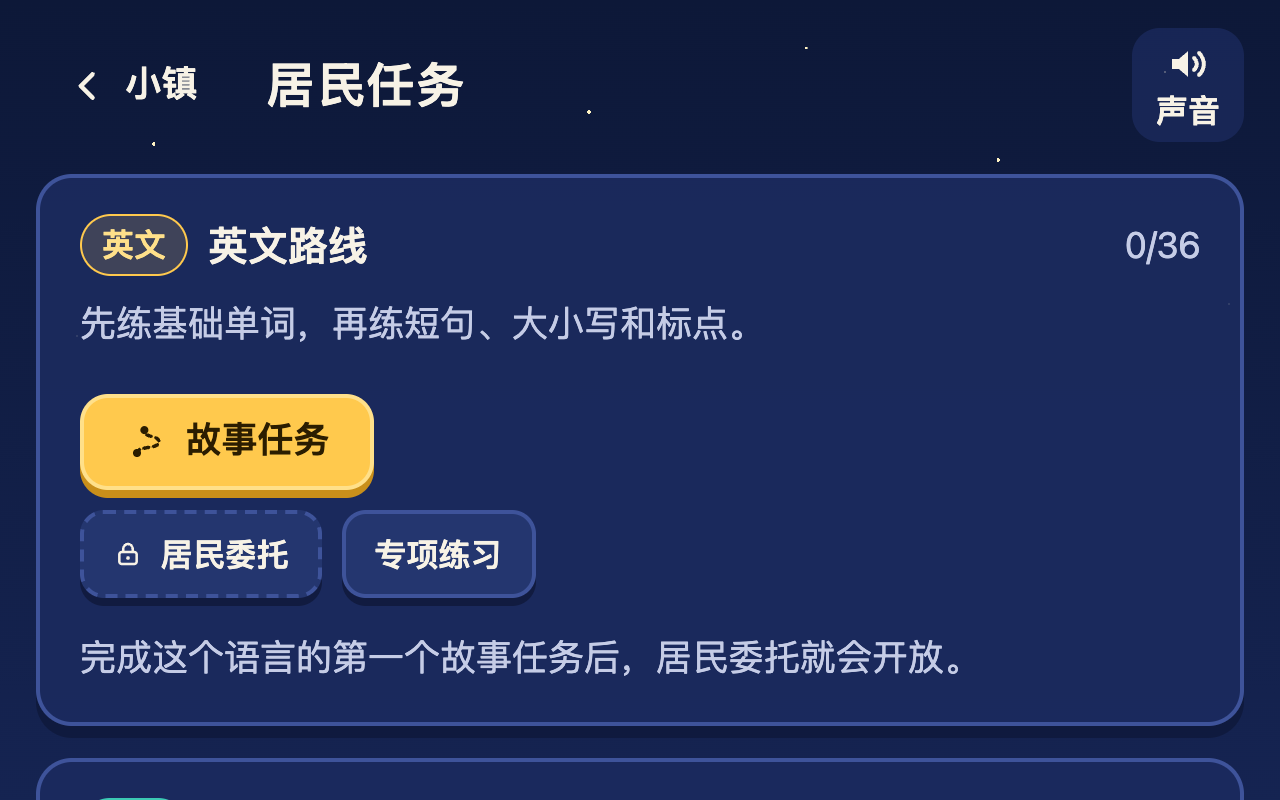 小镇
居民任务
声音
英文
英文路线
0/36
先练基础单词，再练短句、大小写和标点。
故事任务
居民委托
专项练习
完成这个语言的第一个故事任务后，居民委托就会开放。